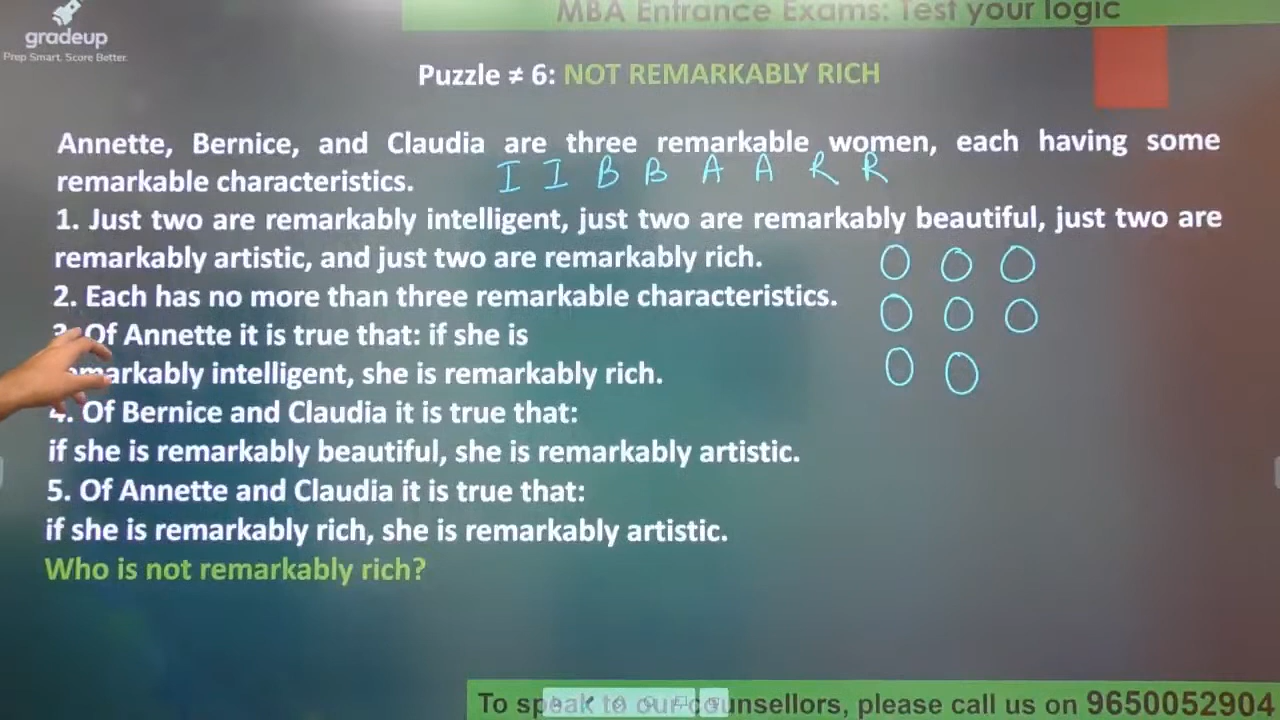 MBA Entrance Exams: Test your logic
gradeup
Prep Smart. Score Better.
Puzzle ≠ 6: NOT REMARKABLY RICH
Annette, Bernice, and Claudia are three remarkable women, each having some
remarkable characteristics.
I I B B A A R R
1. Just two are remarkably intelligent, just two are remarkably beautiful, just two are
remarkably artistic, and just two are remarkably rich.
2. Each has no more than three remarkable characteristics.
3. Of Annette it is true that: if she is
remarkably intelligent, she is remarkably rich.
4. Of Bernice and Claudia it is true that:
if she is remarkably beautiful, she is remarkably artistic.
5. Of Annette and Claudia it is true that:
if she is remarkably rich, she is remarkably artistic.
Who is not remarkably rich?
To speak to our counsellors, please call us on 9650052904